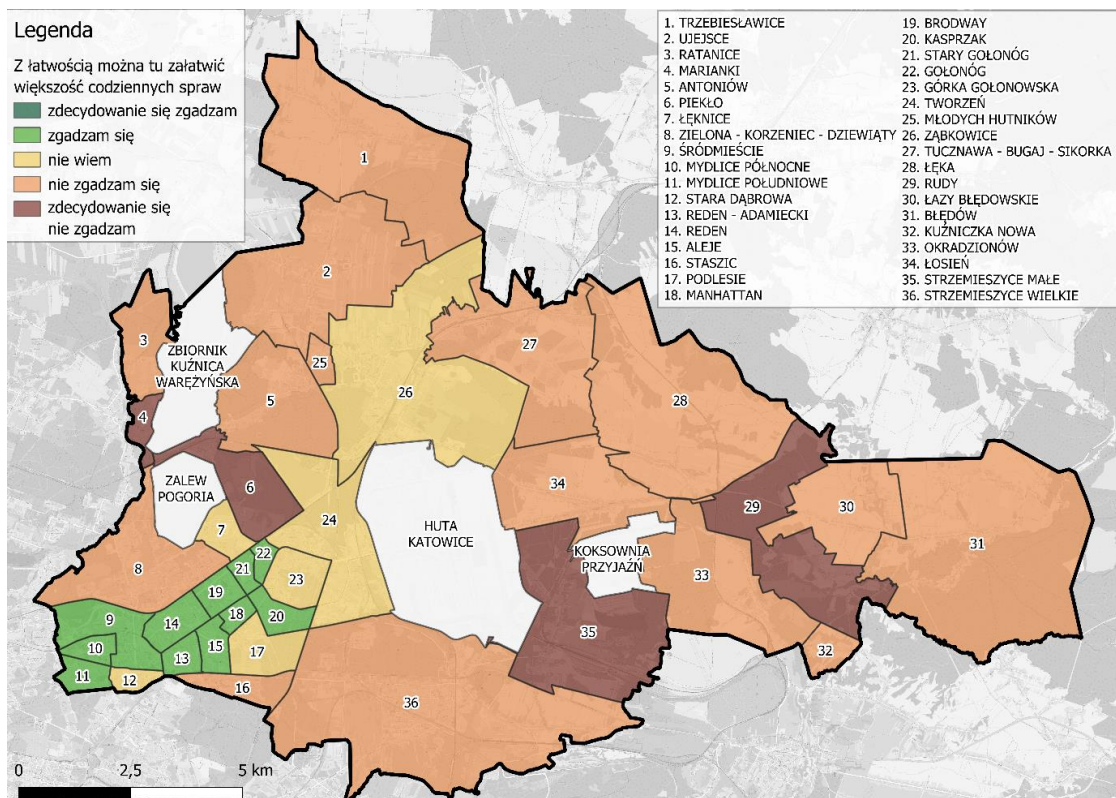 Legenda
Z łatwością można tu załatwić
większość codziennych spraw
zdecydowanie się zgadzam
zgadzam się
nie wiem
nie zgadzam się
zdecydowanie się
nie zgadzam
1. TRZEBIESŁAWICE
2. UJEJSCE
3. RATANICE
4. MARIANKI
5. ANTONIÓW
6. PIEKŁO
7. ŁĘKNICE
8. ZIELONA - KORZENIEC - DZIEWIĄTY
9. ŚRÓDMIEŚCIE
10. MYDLICE PÓŁNOCNE
11. MYDLICE POŁUDNIOWE
12. STARA DĄBROWA
13. REDEN - ADAMIECKI
14. REDEN
15. ALEJE
16. STASZIC
17. PODLESIE
18. MANHATTAN
19. BRODWAY
20. KASPRZAK
21. STARY GOŁONÓG
22. GOŁONÓG
23. GÓRKA GOŁONOWSKA
24. TWORZEŃ
25. MŁODYCH HUTNIKÓW
26. ZĄBKOWICE
27. TUCZNAWA - BUGAJ - SIKORKA
28. ŁĘKA
29. RUDY
30. ŁAZY BŁĘDOWSKIE
31. BŁĘDÓW
32. KUŹNICZKA NOWA
33. OKRADZIONÓW
34. ŁOSIEŃ
35. STRZEMIESZYCE MAŁE
36. STRZEMIESZYCE WIELKIE
1
2
3
ZBIORNIK
KUŹNICA
WARĘŻYŃSKA
25
27
26
5
28
4
6
ZALEW
POGORIA
34
29
30
7
24
HUTA
KATOWICE
31
KOKSOWNIA
PRZYJAŹŃ
22
8
21
23
33
19
18
20
9
14
35
10
13
15
17
32
11
12
16
36
0
2,5
5 km